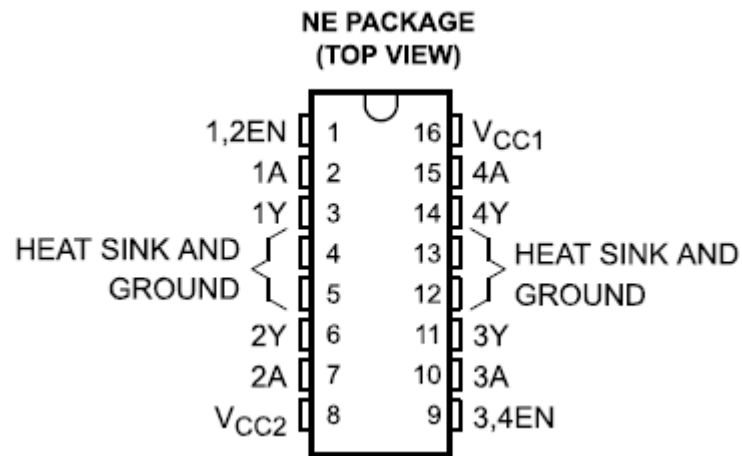 NE PACKAGE
(TOP VIEW)
1,2EN 1 16 VCC1
1A 2 15 4A
1Y 3 14 4Y
HEAT SINK AND 4 13 HEAT SINK AND
GROUND 5 12 GROUND
2Y 6 11 3Y
2A 7 10 3A
VCC2 8 9 3,4EN